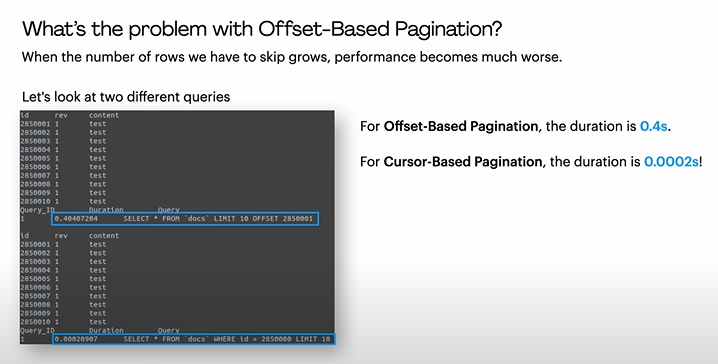 What's the problem with Offset-Based Pagination?
When the number of rows we have to skip grows, performance becomes much worse.
Let's look at two different queries
id rev content
2850001 1 test
2850002 1 test
2850003 1 test
2850004 1 test
2850005 1 test
2850006 1 test
2850007 1 test
2850008 1 test
2850009 1 test
2850010 1 test
Query_ID Duration Query
1 0.40407204 SELECT * FROM `docs` LIMIT 10 OFFSET 2850001
id rev content
2850001 1 test
2850002 1 test
2850003 1 test
2850004 1 test
2850005 1 test
2850006 1 test
2850007 1 test
2850008 1 test
2850009 1 test
2850010 1 test
Query_ID Duration Query
1 0.00020907 SELECT * FROM `docs` WHERE id > 2850000 LIMIT 10
For Offset-Based Pagination, the duration is 0.4s.
For Cursor-Based Pagination, the duration is 0.0002s!